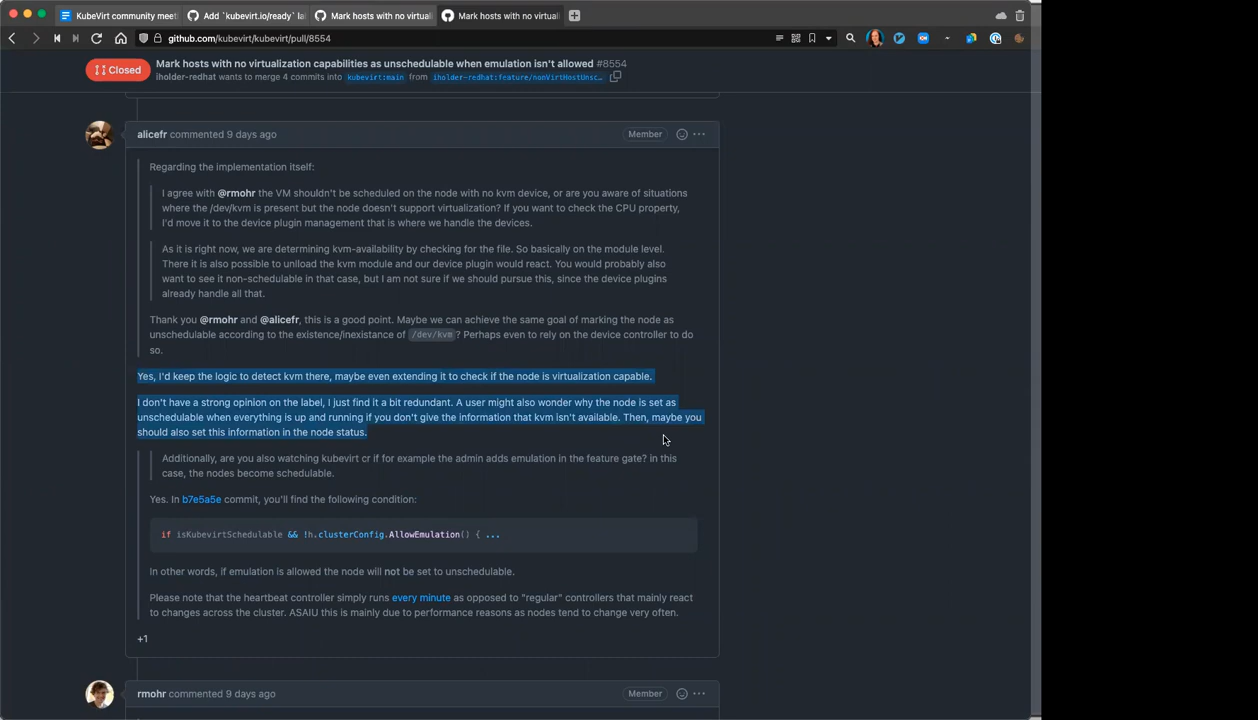 KubeVirt community meeti
Add `kubevirt.io/ready` la
Mark hosts with no virtual
Mark hosts with no virtual
github.com/kubevirt/kubevirt/pull/8554
Closed
Mark hosts with no virtualization capabilities as unschedulable when emulation isn't allowed #8554
iholder-redhat wants to merge 4 commits into kubevirt:main from iholder-redhat:feature/nonVirtHostUnsc…
alicefr commented 9 days ago
Member
Regarding the implementation itself:
I agree with @rmohr the VM shouldn't be scheduled on the node with no kvm device, or are you aware of situations
where the /dev/kvm is present but the node doesn't support virtualization? If you want to check the CPU property,
I'd move it to the device plugin management that is where we handle the devices.
As it is right now, we are determining kvm-availability by checking for the file. So basically on the module level.
There it is also possible to unlload the kvm module and our device plugin would react. You would probably also
want to see it non-schedulable in that case, but I am not sure if we should pursue this, since the device plugins
already handle all that.
Thank you @rmohr and @alicefr, this is a good point. Maybe we can achieve the same goal of marking the node as
unschedulable according to the existence/inexistance of /dev/kvm ? Perhaps even to rely on the device controller to do
so.
Yes, I'd keep the logic to detect kvm there, maybe even extending it to check if the node is virtualization capable.
I don't have a strong opinion on the label, I just find it a bit redundant. A user might also wonder why the node is set as
unschedulable when everything is up and running if you don't give the information that kvm isn't available. Then, maybe you
should also set this information in the node status.
Additionally, are you also watching kubevirt cr if for example the admin adds emulation in the feature gate? in this
case, the nodes become schedulable.
Yes. In b7e5a5e commit, you'll find the following condition:
if isKubevirtSchedulable && !h.clusterConfig.AllowEmulation() { ...
In other words, if emulation is allowed the node will not be set to unschedulable.
Please note that the heartbeat controller simply runs every minute as opposed to "regular" controllers that mainly react
to changes across the cluster. ASAIU this is mainly due to performance reasons as nodes tend to change very often.
+1
rmohr commented 9 days ago
Member